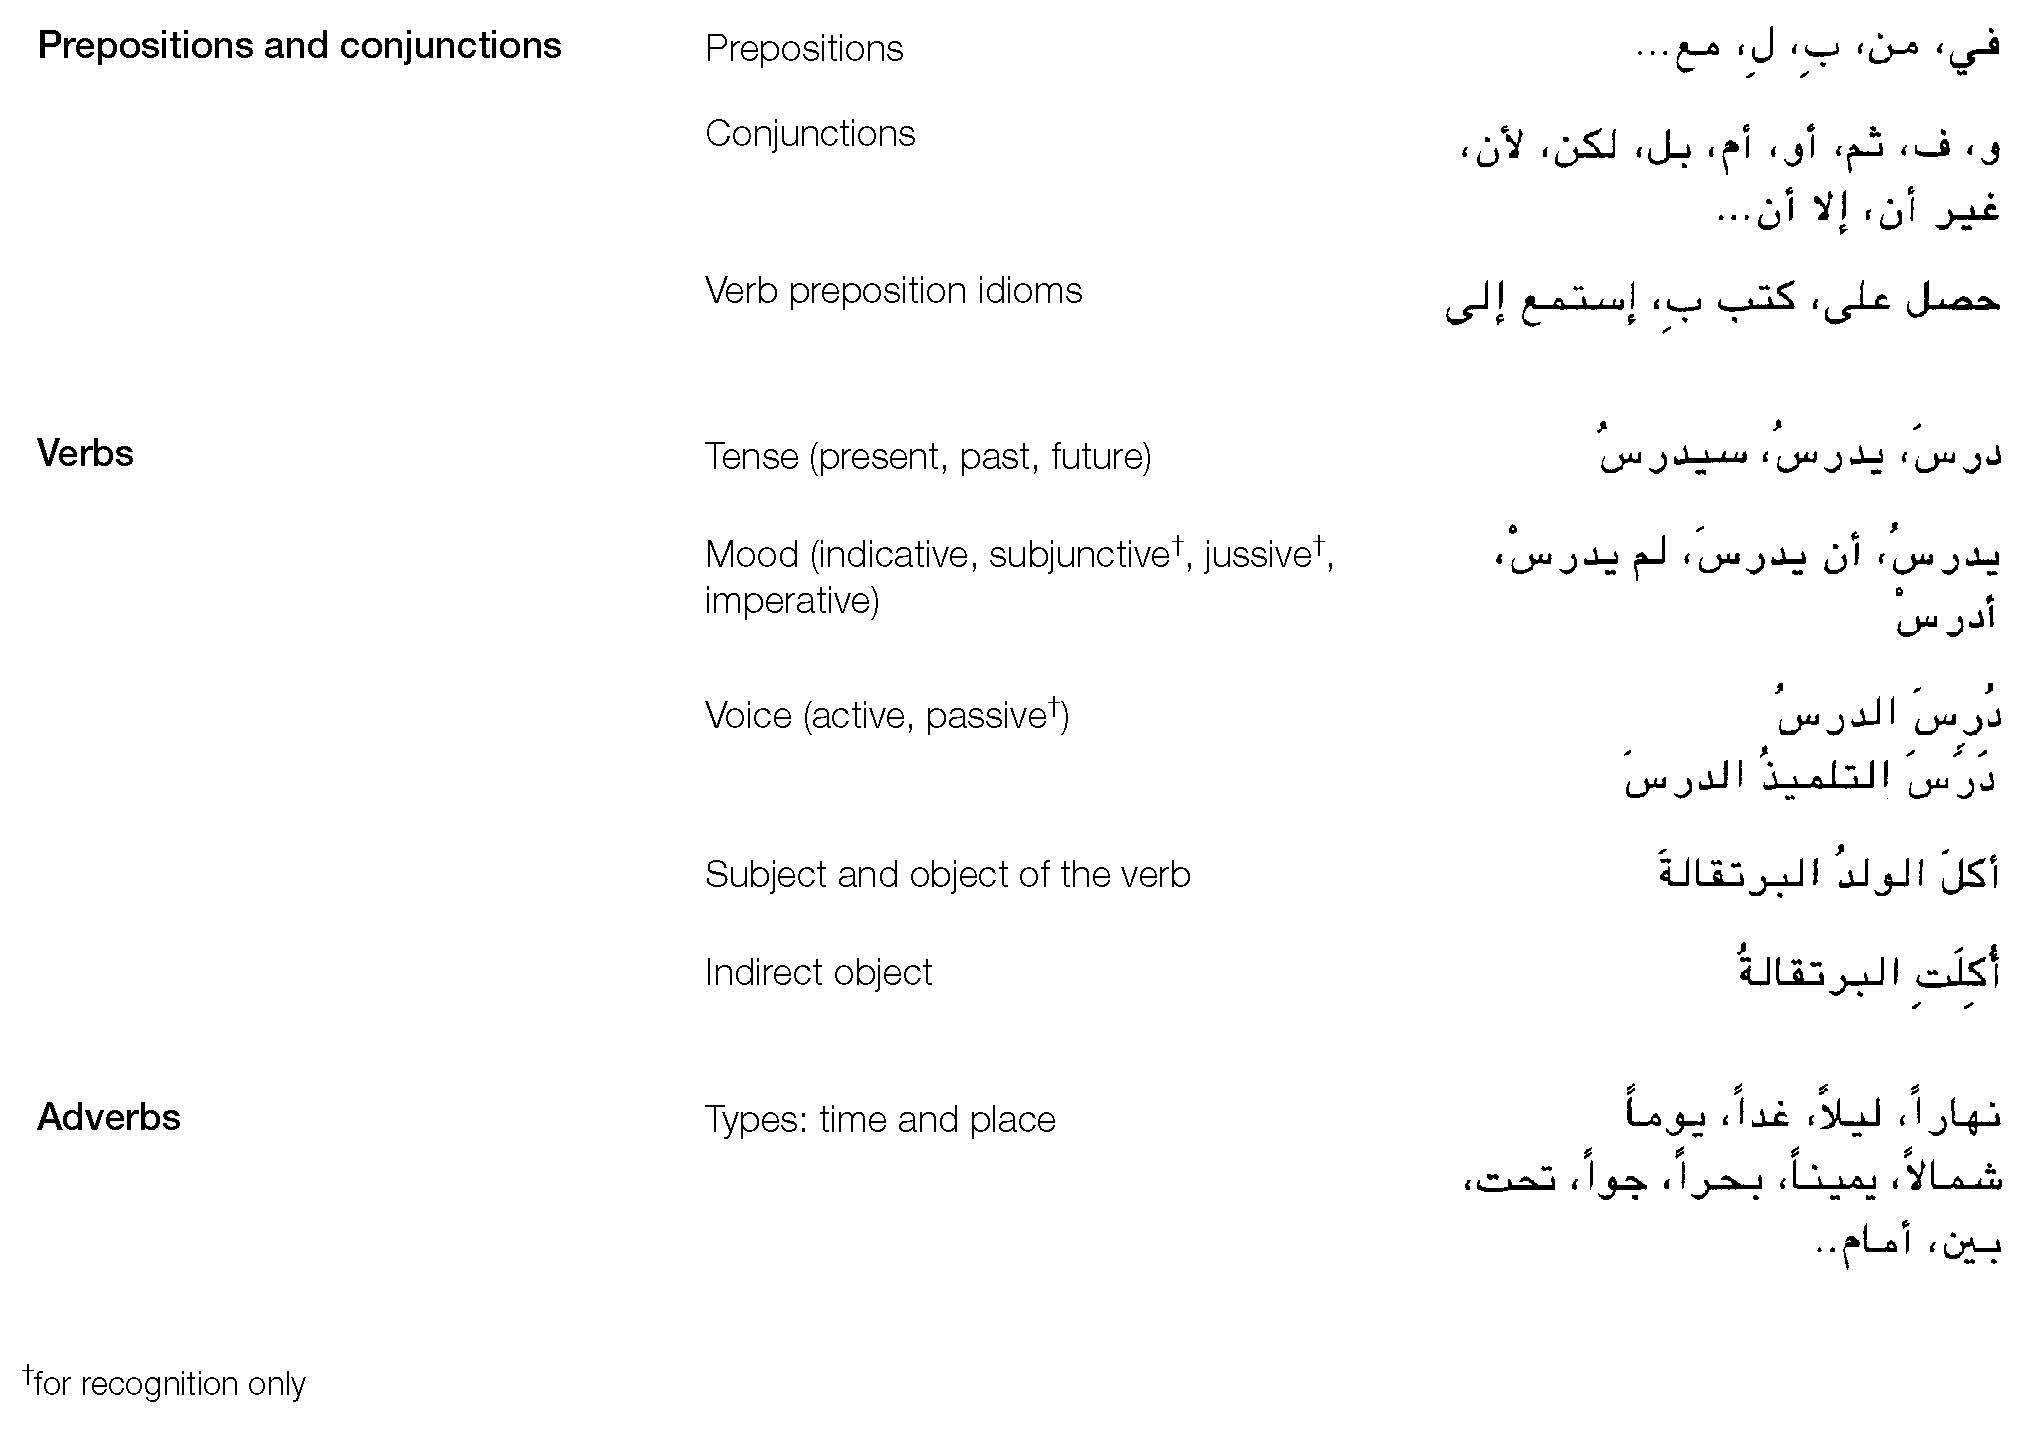 Prepositions and conjunctions
Prepositions
في، من، بِ، لِ، مع...
Conjunctions
و، ف، ثم، أو، أم، بل، لكن، لأن،
غير أن، إلا أن...
Verb preposition idioms
حصل على، كتب بِ، إستمع إلى
Verbs
Tense (present, past, future)
درسَ، يدرسُ، سيدرسُ
Mood (indicative, subjunctive†, jussive†,
imperative)
يدرسُ، أن يدرسَ، لم يدرسْ،
أدرسْ
Voice (active, passive†)
دُرِسَ الدرسُ
دَرَسَ التلميذُ الدرسَ
Subject and object of the verb
أكلَ الولدُ البرتقالةَ
Indirect object
أُكِلَتِ البرتقالةُ
Adverbs
Types: time and place
نهاراً، ليلاً، غداً، يوماً
شمالاً، يميناً، بحراً، جواً، تحت،
بين، أمام..
†for recognition only